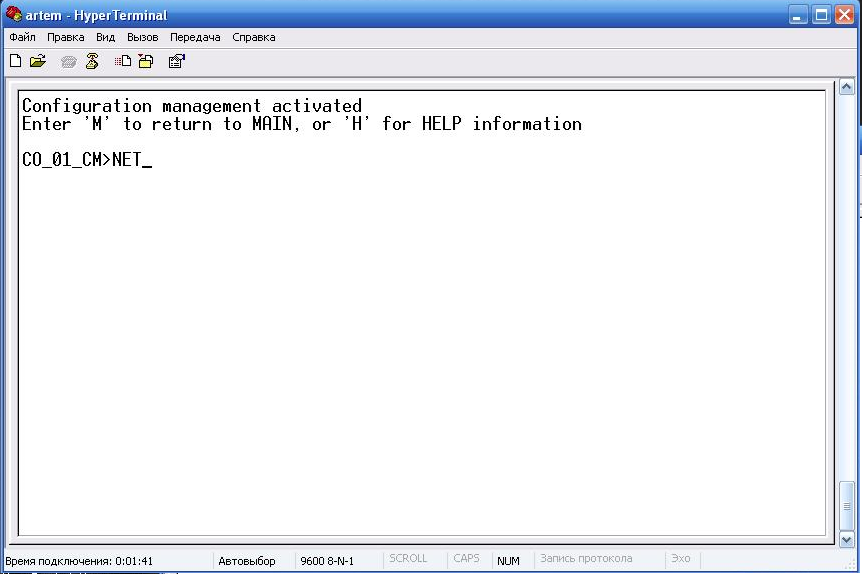 artem - HyperTerminal
Файл Правка Вид Вызов Передача Справка
Configuration management activated
Enter 'M' to return to MAIN, or 'H' for HELP information
CO_01_CM>NET_
Время подключения: 0:01:41 Автовыбор 9600 8-N-1 SCROLL CAPS NUM Запись протокола Эхо